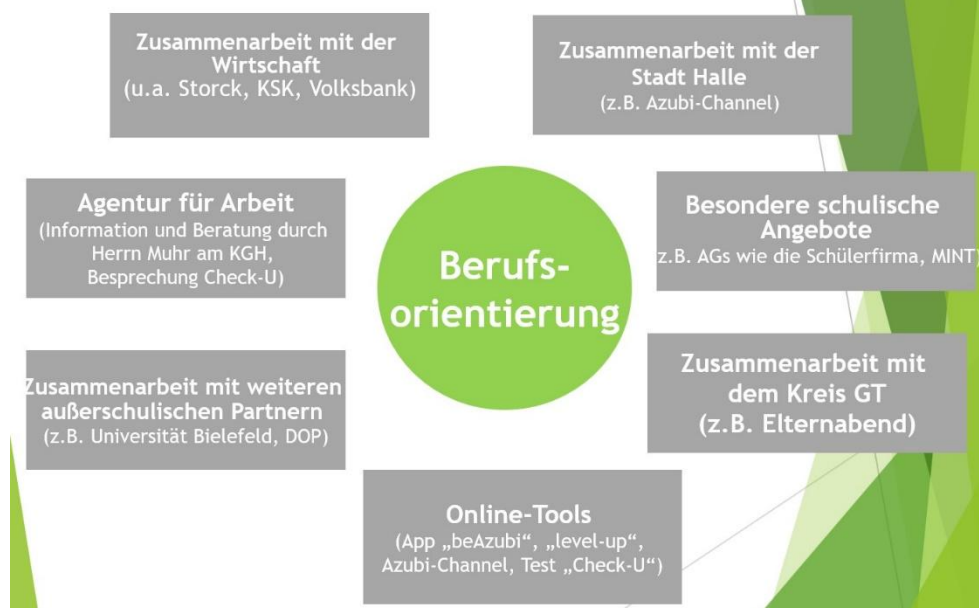 Zusammenarbeit mit der
Wirtschaft
(u.a. Storck, KSK, Volksbank)
Zusammenarbeit mit der
Stadt Halle
(z.B. Azubi-Channel)
Agentur für Arbeit
(Information und Beratung durch
Herrn Muhr am KGH,
Besprechung Check-U)
Berufs-
orientierung
Besondere schulische
Angebote
z.B. AGs wie die Schülerfirma, MINT)
Zusammenarbeit mit weiteren
außerschulischen Partnern
(z.B. Universität Bielefeld, DOP)
Zusammenarbeit mit
dem Kreis GT
(z.B. Elternabend)
Online-Tools
(App „beAzubi“, „level-up“,
Azubi-Channel, Test „Check-U“)